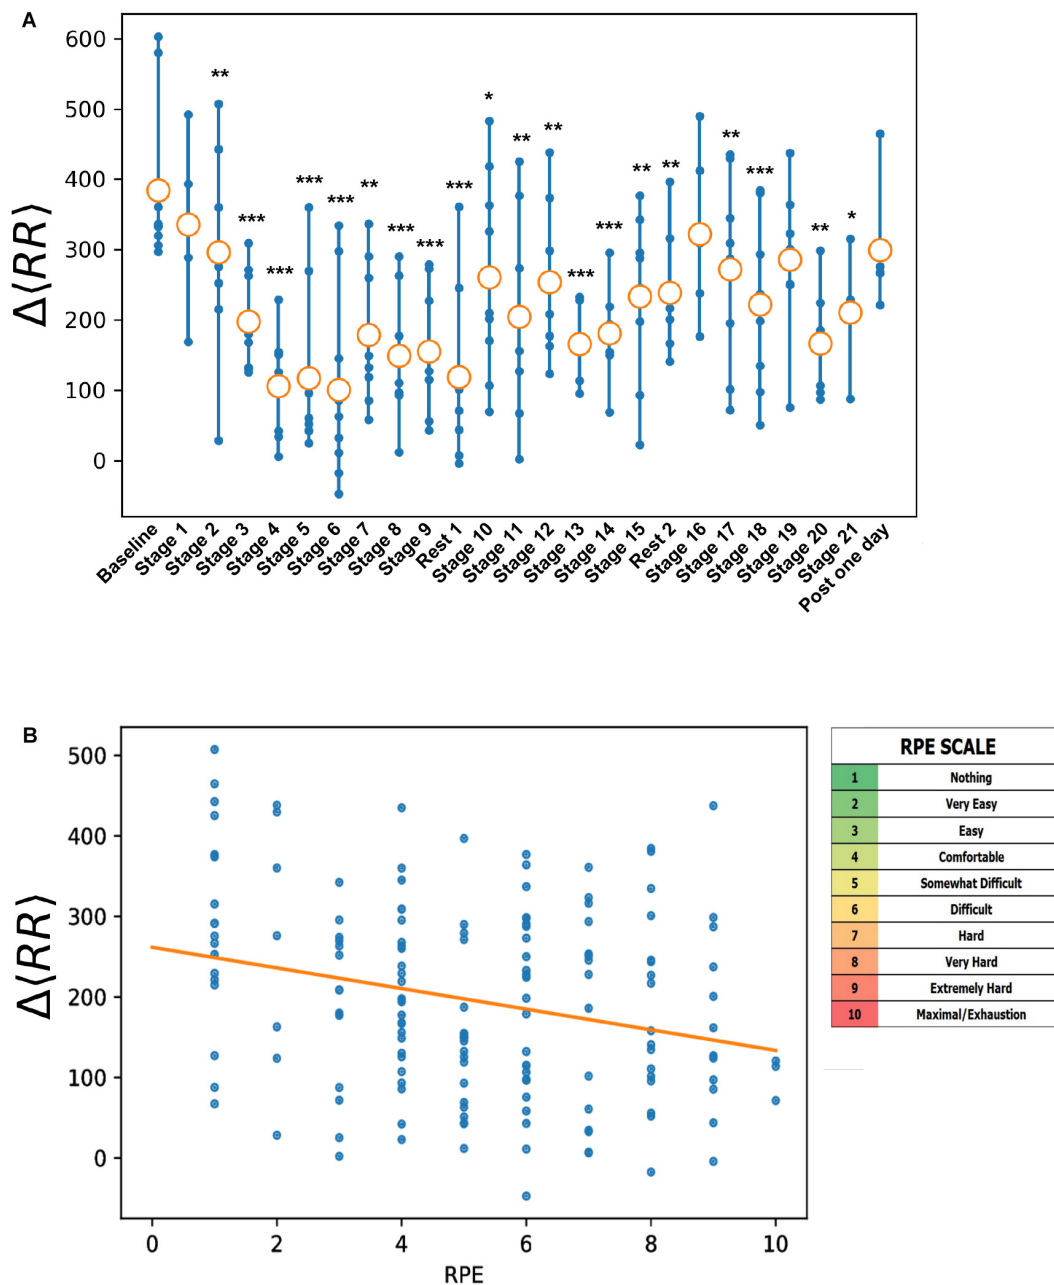 A
Δ⟨RR⟩
600
500
400
300
200
100
0
**
***
***
***
***
**
***
***
***
*
**
**
***
***
**
**
**
***
**
*
Baseline
Stage 1
Stage 2
Stage 3
Stage 4
Stage 5
Stage 6
Stage 7
Stage 8
Stage 9
Rest 1
Stage 10
Stage 11
Stage 12
Stage 13
Stage 14
Stage 15
Rest 2
Stage 16
Stage 17
Stage 18
Stage 19
Stage 20
Stage 21
Post one day
B
Δ⟨RR⟩
500
400
300
200
100
0
0 2 4 6 8 10
RPE
RPE SCALE
1 Nothing
2 Very Easy
3 Easy
4 Comfortable
5 Somewhat Difficult
6 Difficult
7 Hard
8 Very Hard
9 Extremely Hard
10 Maximal/Exhaustion